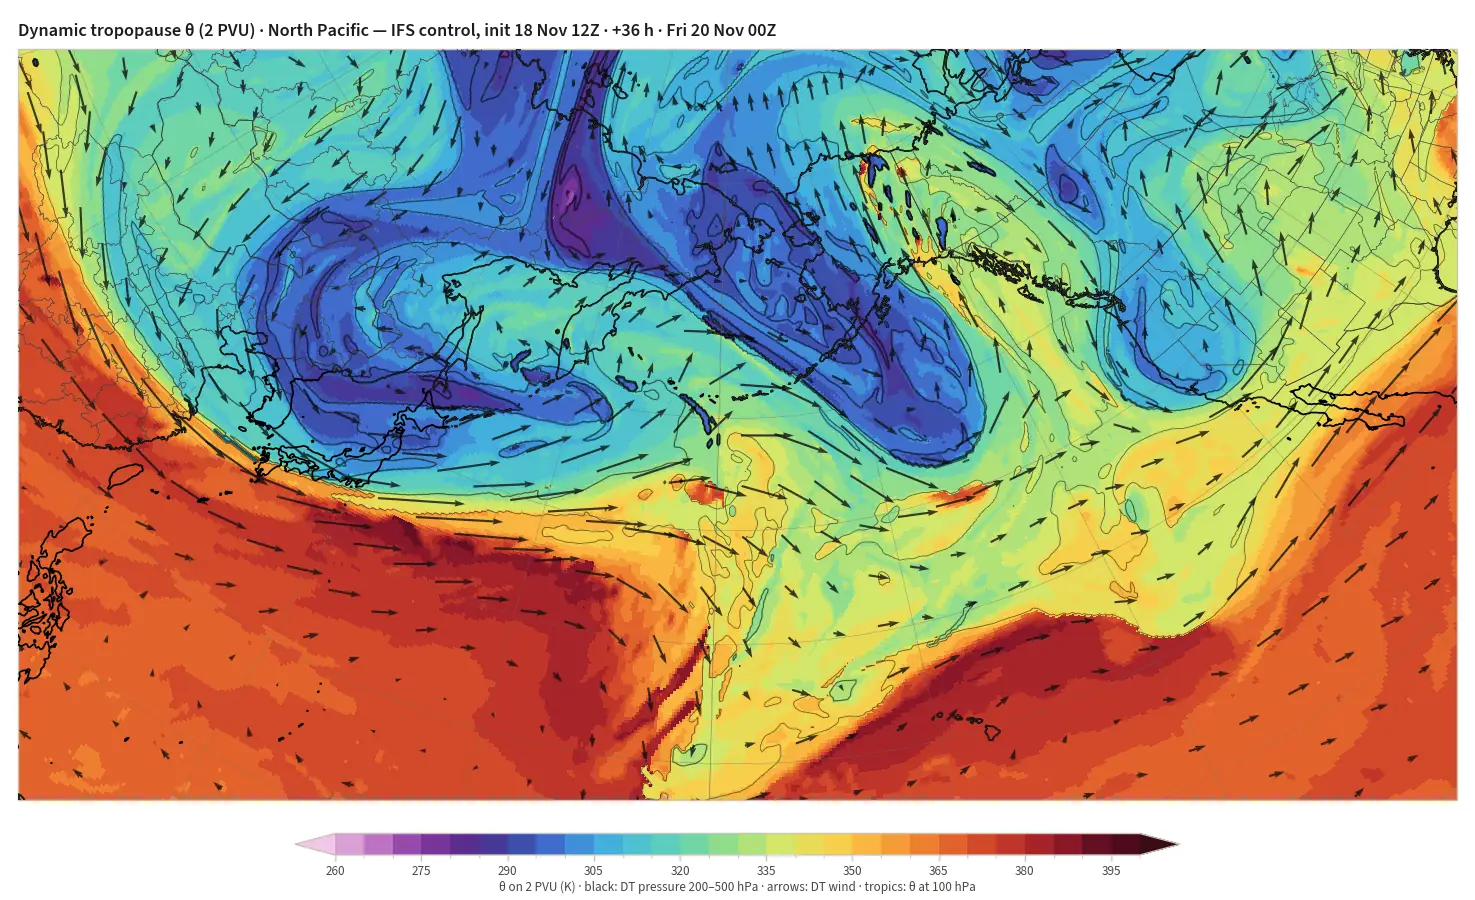 Dynamic tropopause θ (2 PVU) · North Pacific — IFS control, init 18 Nov 12Z · +36 h · Fri 20 Nov 00Z
260 275 290 305 320 335 350 365 380 395
θ on 2 PVU (K) · black: DT pressure 200–500 hPa · arrows: DT wind · tropics: θ at 100 hPa